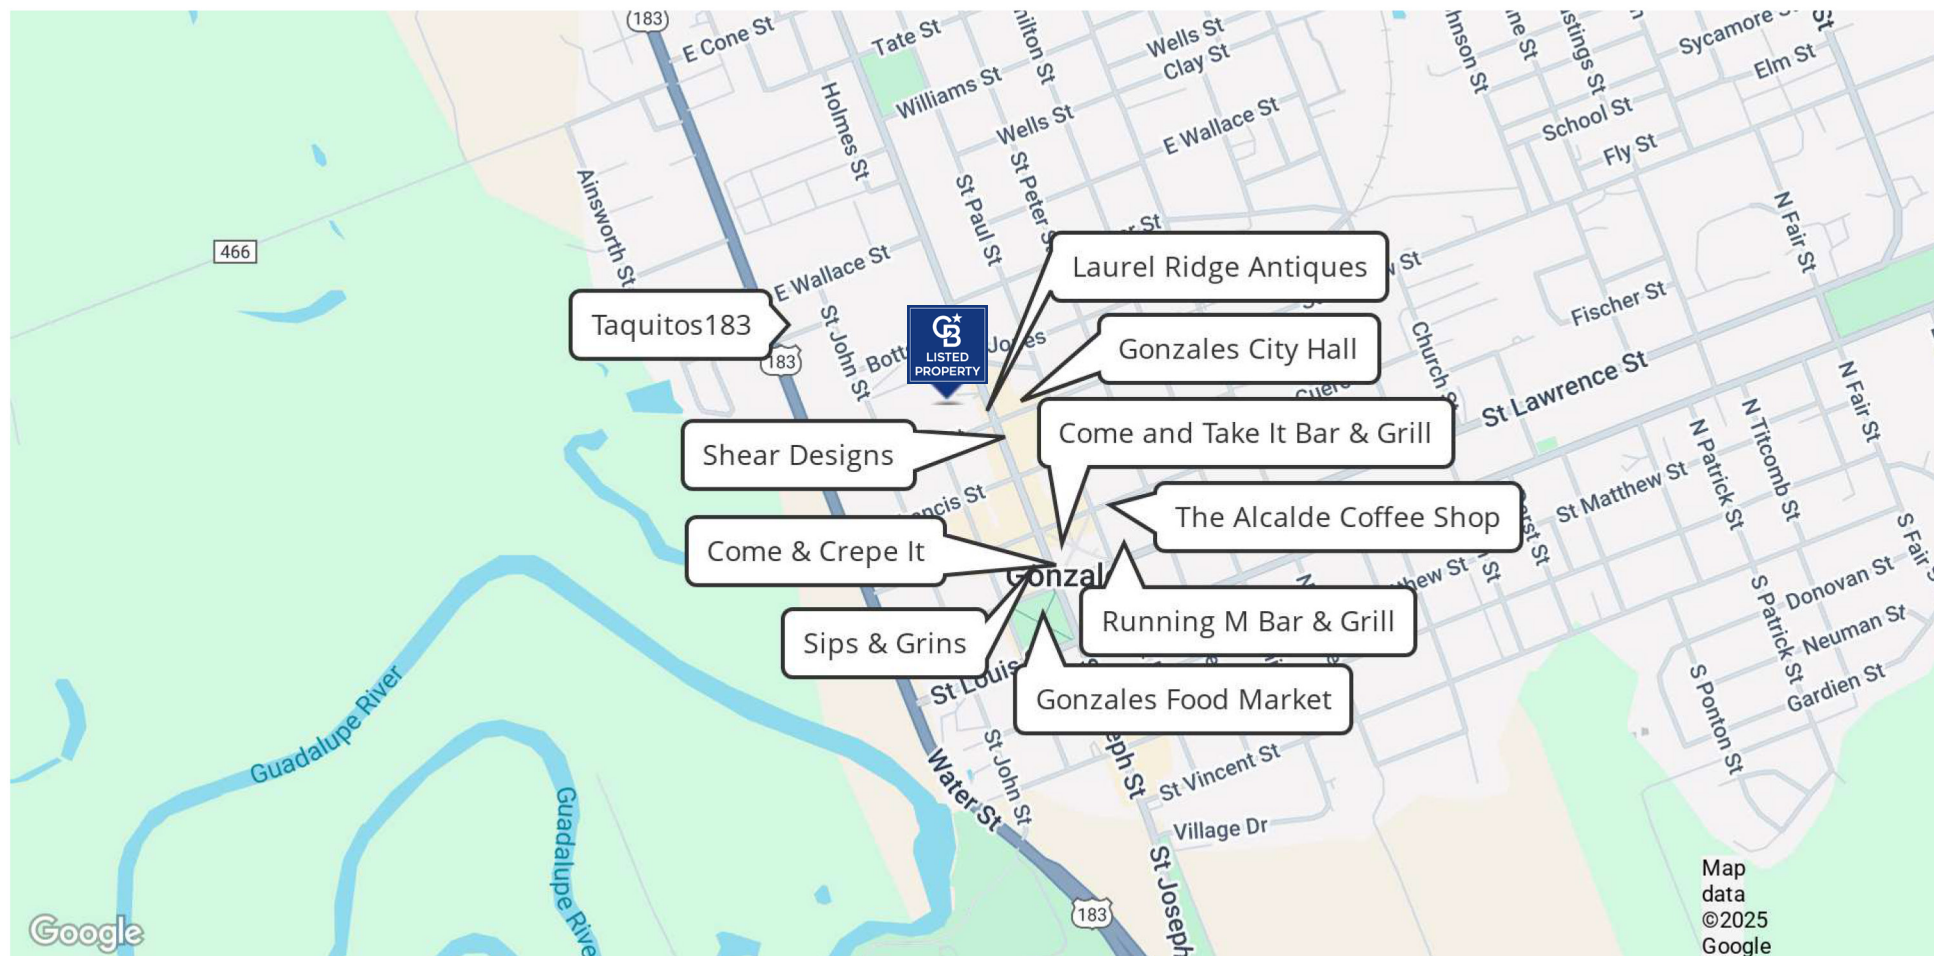 183
E Cone St
Tate St
Wells St
Clay St
Sycamore
Elm St
Williams St
Holmes St
Wells St
E Wallace St
School St
Fly St
St Peter
St Paul St
Ainsworth St
N Fair St
466
E Wallace St
Laurel Ridge Antiques
Taquitos183
St John St
CB
LISTED
PROPERTY
Gonzales City Hall
Fischer St
Church St
183
St Lawrence St
Come and Take It Bar & Grill
Shear Designs
N Fair St
N Titcomb St
N Patrick St
St Matthew St
The Alcalde Coffee Shop
Come & Crepe It
S Fair S
Running M Bar & Grill
Donovan St
S Patrick St
Neuman St
Sips & Grins
St Louis
Gonzales Food Market
S Ponton St
Gardien St
Guadalupe River
St John St
Water St
St Vincent St
Village Dr
Guadalupe Rive
St Joseph
183
Map
data
©2025
Google
Google